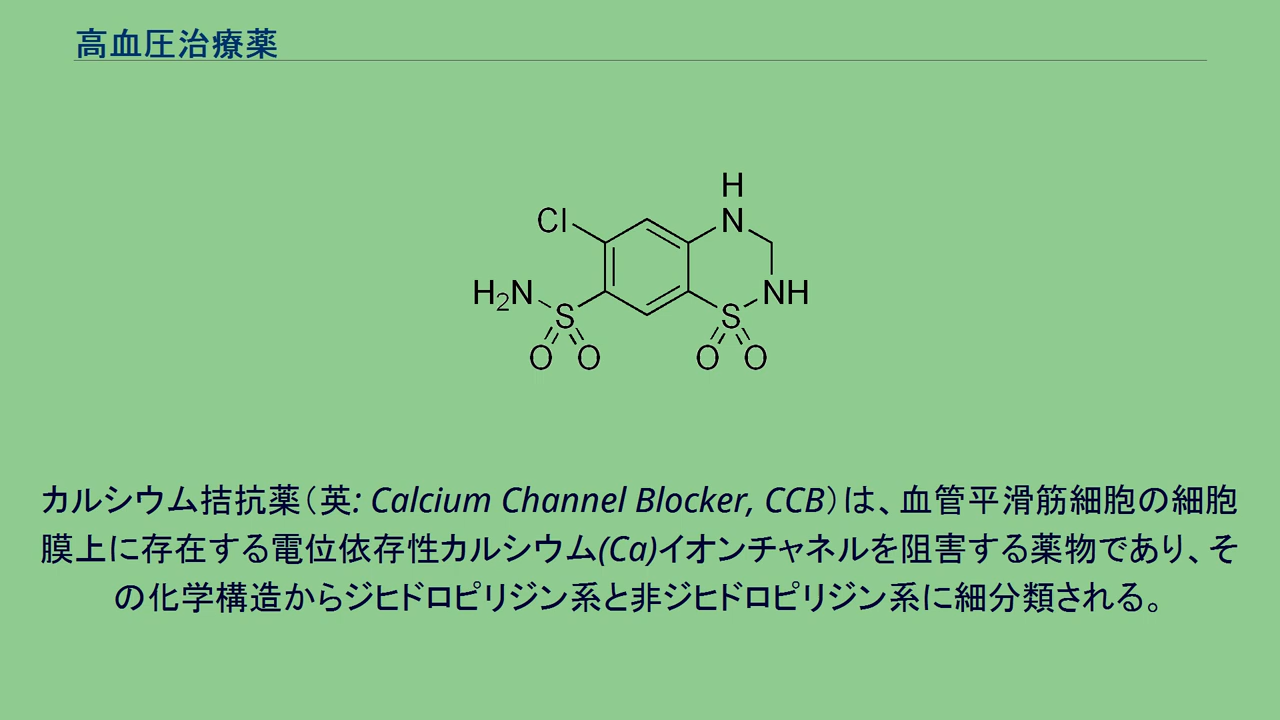 高血圧治療薬
H
Cl
N
H2N
S
O O
S
NH
O O
カルシウム拮抗薬（英: Calcium Channel Blocker, CCB）は、血管平滑筋細胞の細胞
膜上に存在する電位依存性カルシウム(Ca)イオンチャネルを阻害する薬物であり、そ
の化学構造からジヒドロピリジン系と非ジヒドロピリジン系に細分類される。